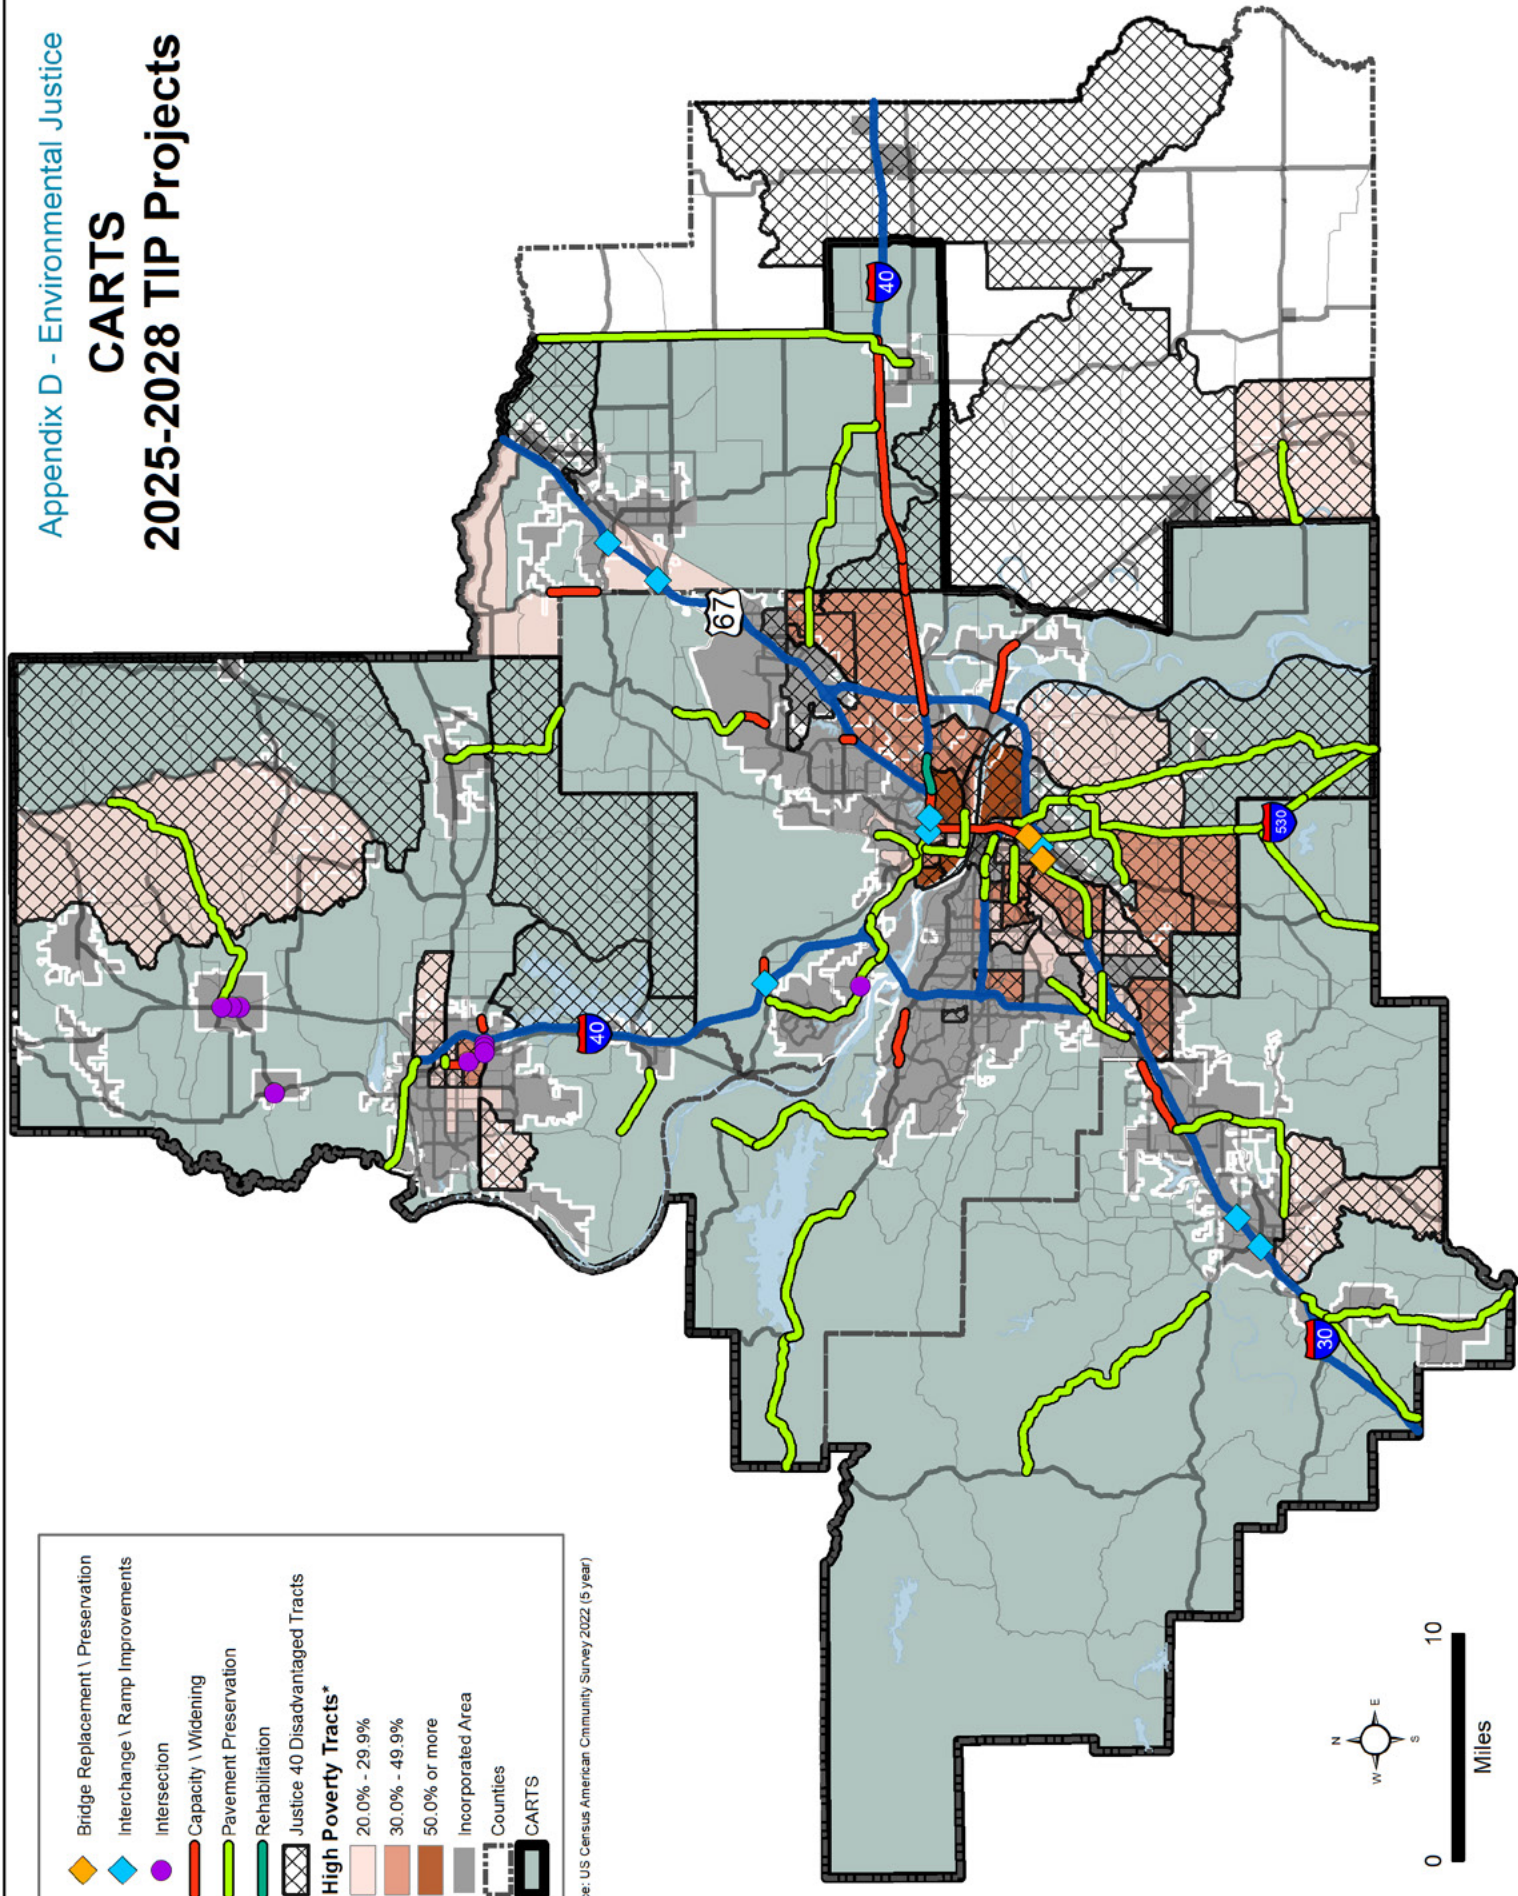 Appendix D - Environmental Justice
CARTS
2025-2028 TIP Projects
Bridge Replacement \ Preservation
Interchange \ Ramp Improvements
Intersection
Capacity \ Widening
Pavement Preservation
Rehabilitation
Justice 40 Disadvantaged Tracts
High Poverty Tracts*
20.0% - 29.9%
30.0% - 49.9%
50.0% or more
Incorporated Area
Counties
CARTS
e: US Census American Cmmunity Survey 2022 (5 year)
40
67
40
530
30
N
W
E
S
0
10
Miles